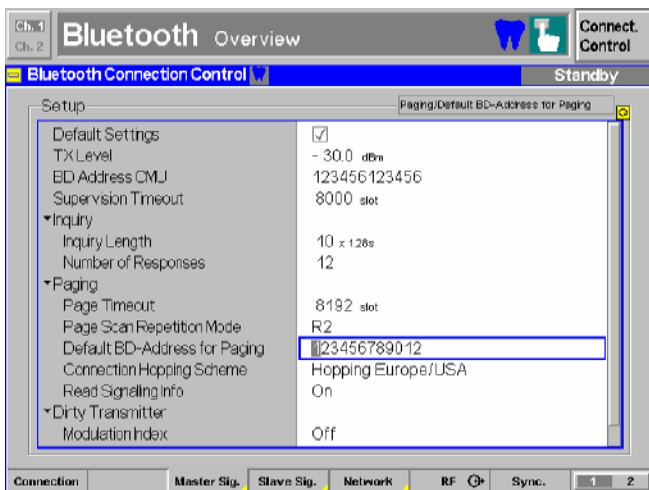 Ch. 1
Ch. 2
Bluetooth Overview
Connect. Control
Bluetooth Connection Control
Standby
Setup
Paging/Default BD-Address for Paging
Default Settings
TX Level - 30.0 dBm
BD Address CMU 123456123456
Supervision Timeout 8000 slot
Inquiry
Inquiry Length 10 x 1.28s
Number of Responses 12
Paging
Page Timeout 8192 slot
Page Scan Repetition Mode R2
Default BD-Address for Paging 123456789012
Connection Hopping Scheme Hopping Europe/USA
Read Signaling Info On
Dirty Transmitter
Modulation Index Off
Connection Master Sig. Slave Sig. Network RF Sync. 1 2